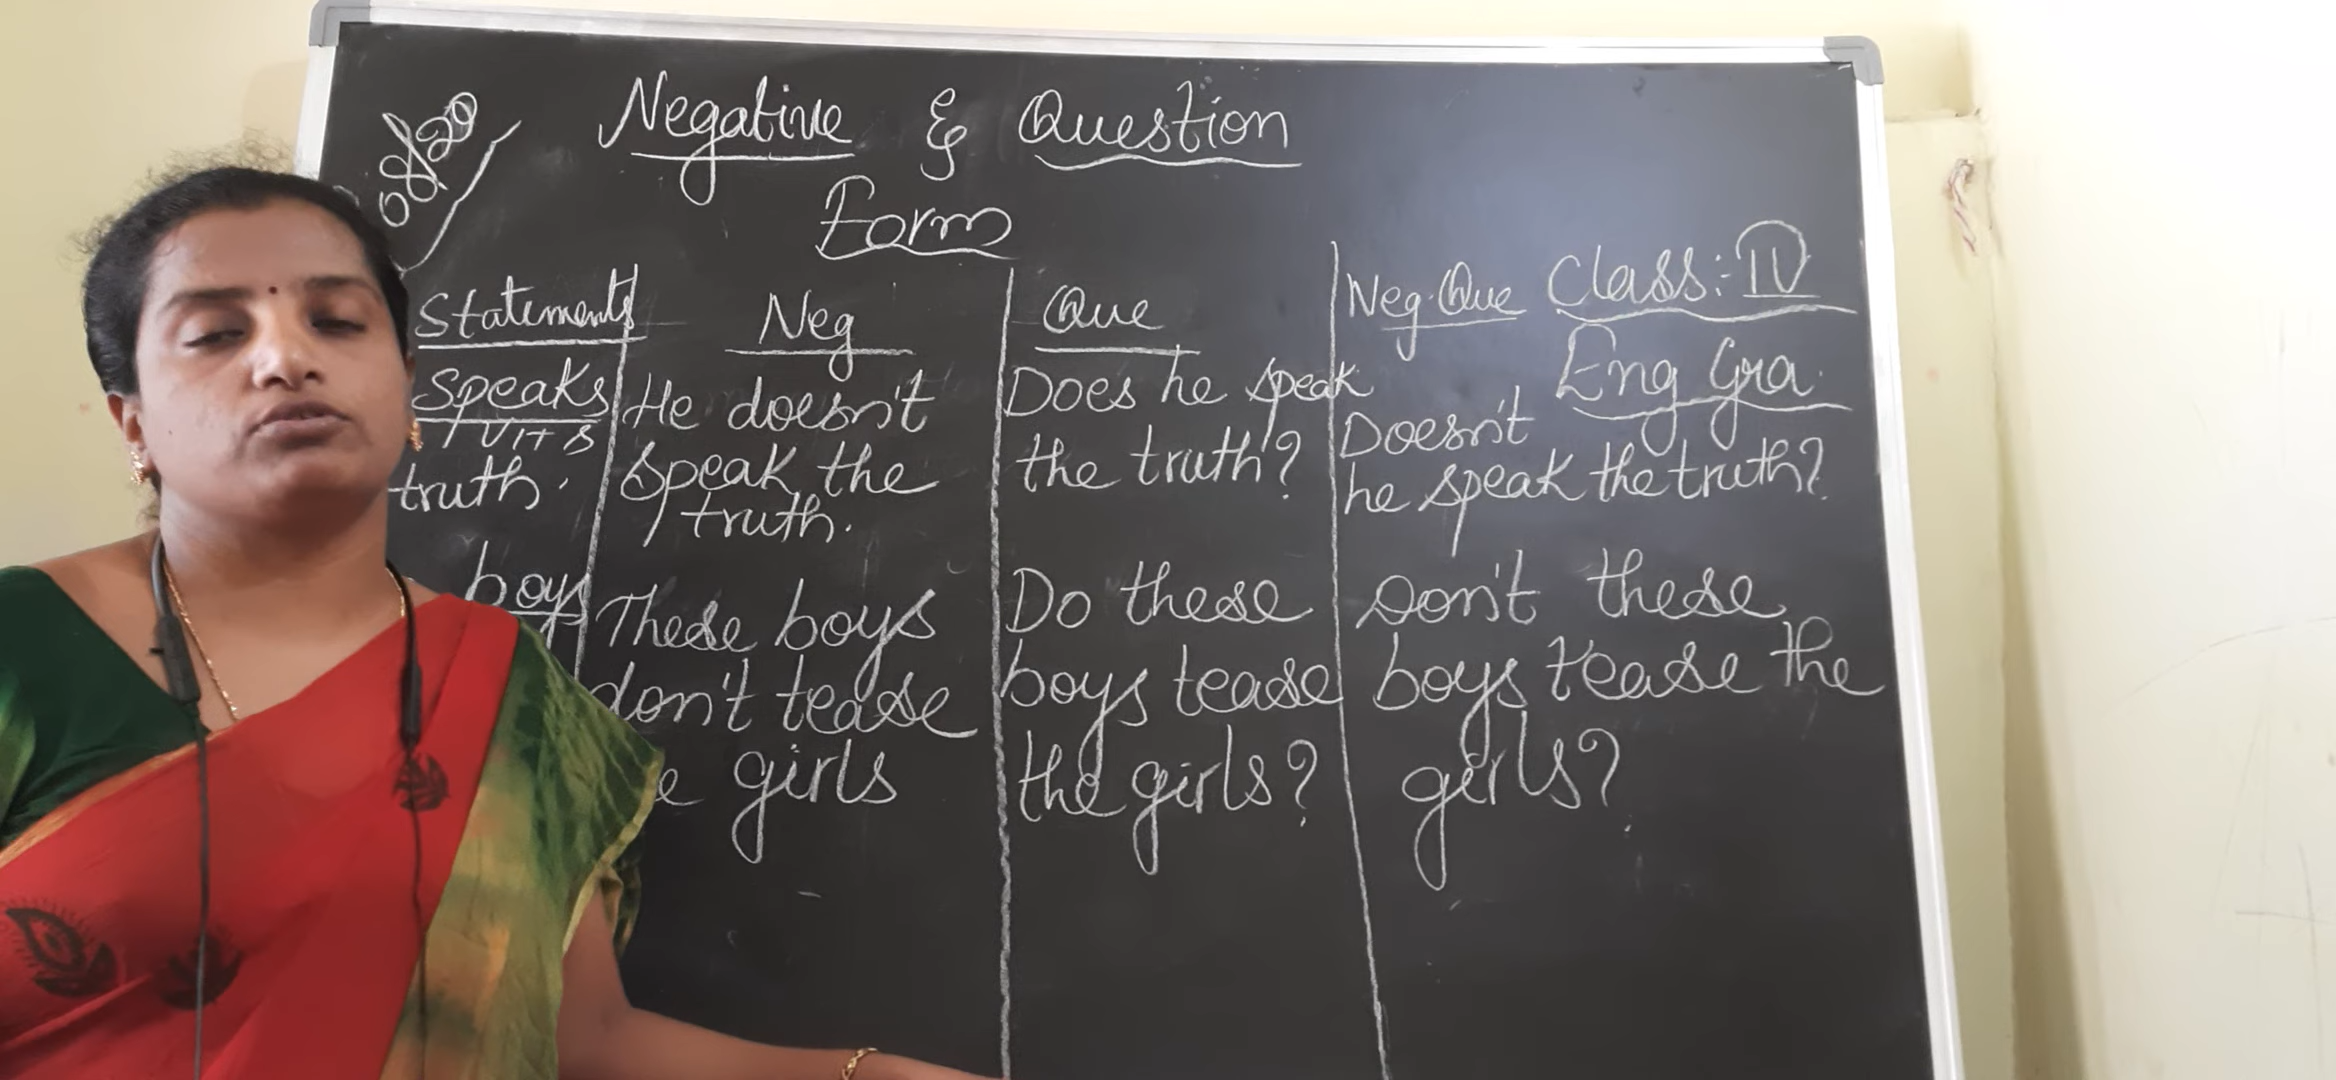 Negative & Question
Form
Class: IV
Eng Gra.
Statements
Speaks
truth.
boys
Neg
He doesn't
speak the
truth.
These boys
don't tease
girls
Que
Does he speak
the truth?
Do these
boys tease
the girls?
Neg. Que
Doesn't
he speak the truth?
Don't these
boys tease the
girls?